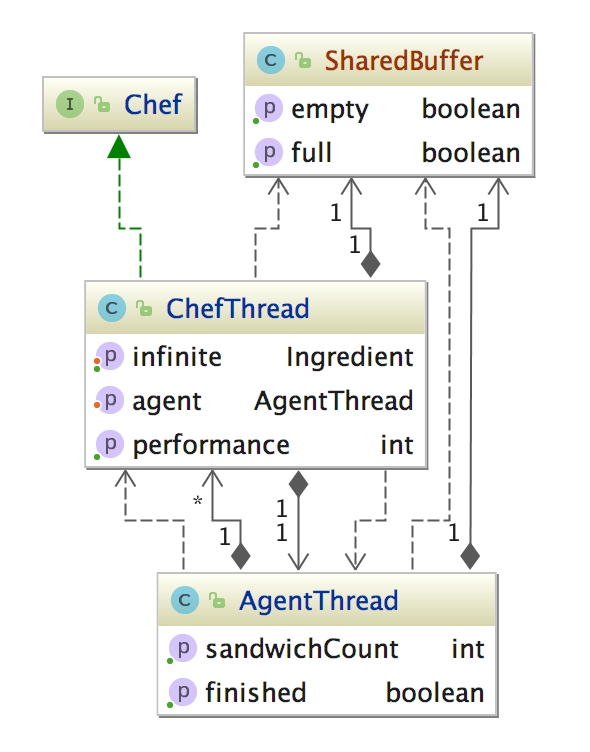 C SharedBuffer
p empty boolean
p full boolean
I Chef
1
1
1
C ChefThread
p infinite Ingredient
p agent AgentThread
p performance int
*
1
1
1
1
C AgentThread
p sandwichCount int
p finished boolean